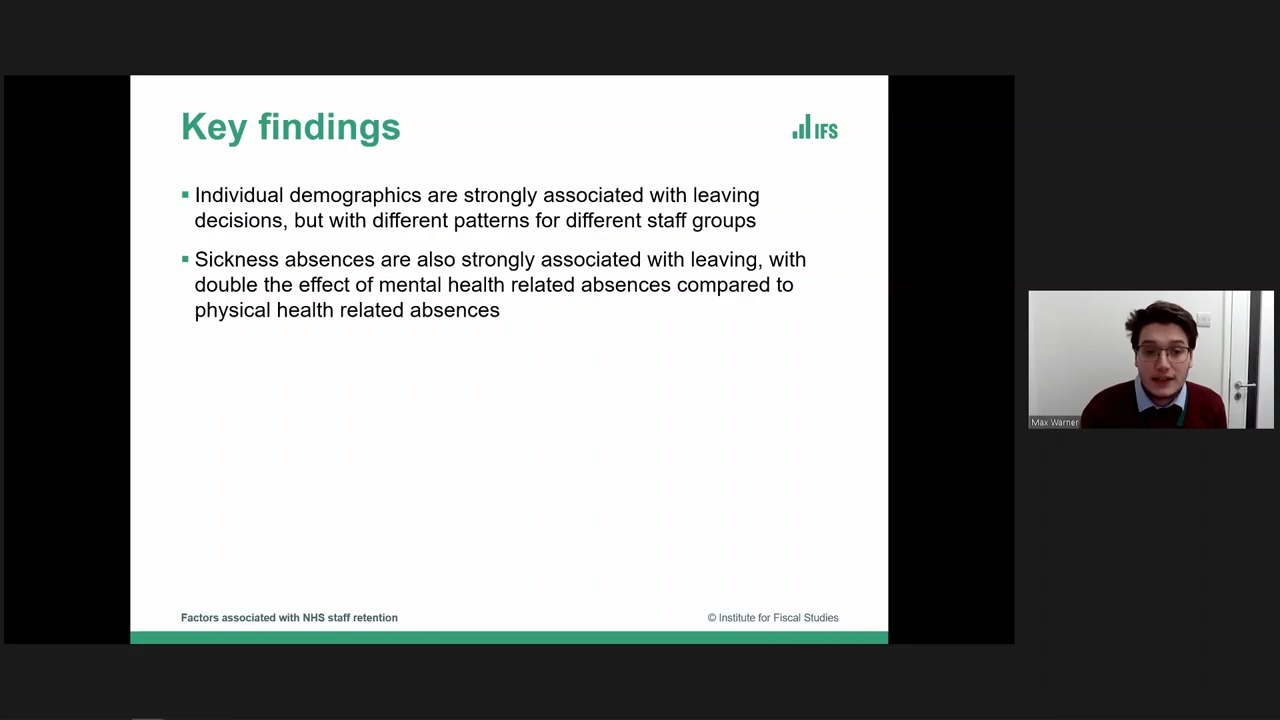 Key findings
IFS
Individual demographics are strongly associated with leaving
decisions, but with different patterns for different staff groups
Sickness absences are also strongly associated with leaving, with
double the effect of mental health related absences compared to
physical health related absences
Factors associated with NHS staff retention
© Institute for Fiscal Studies
Max Warner